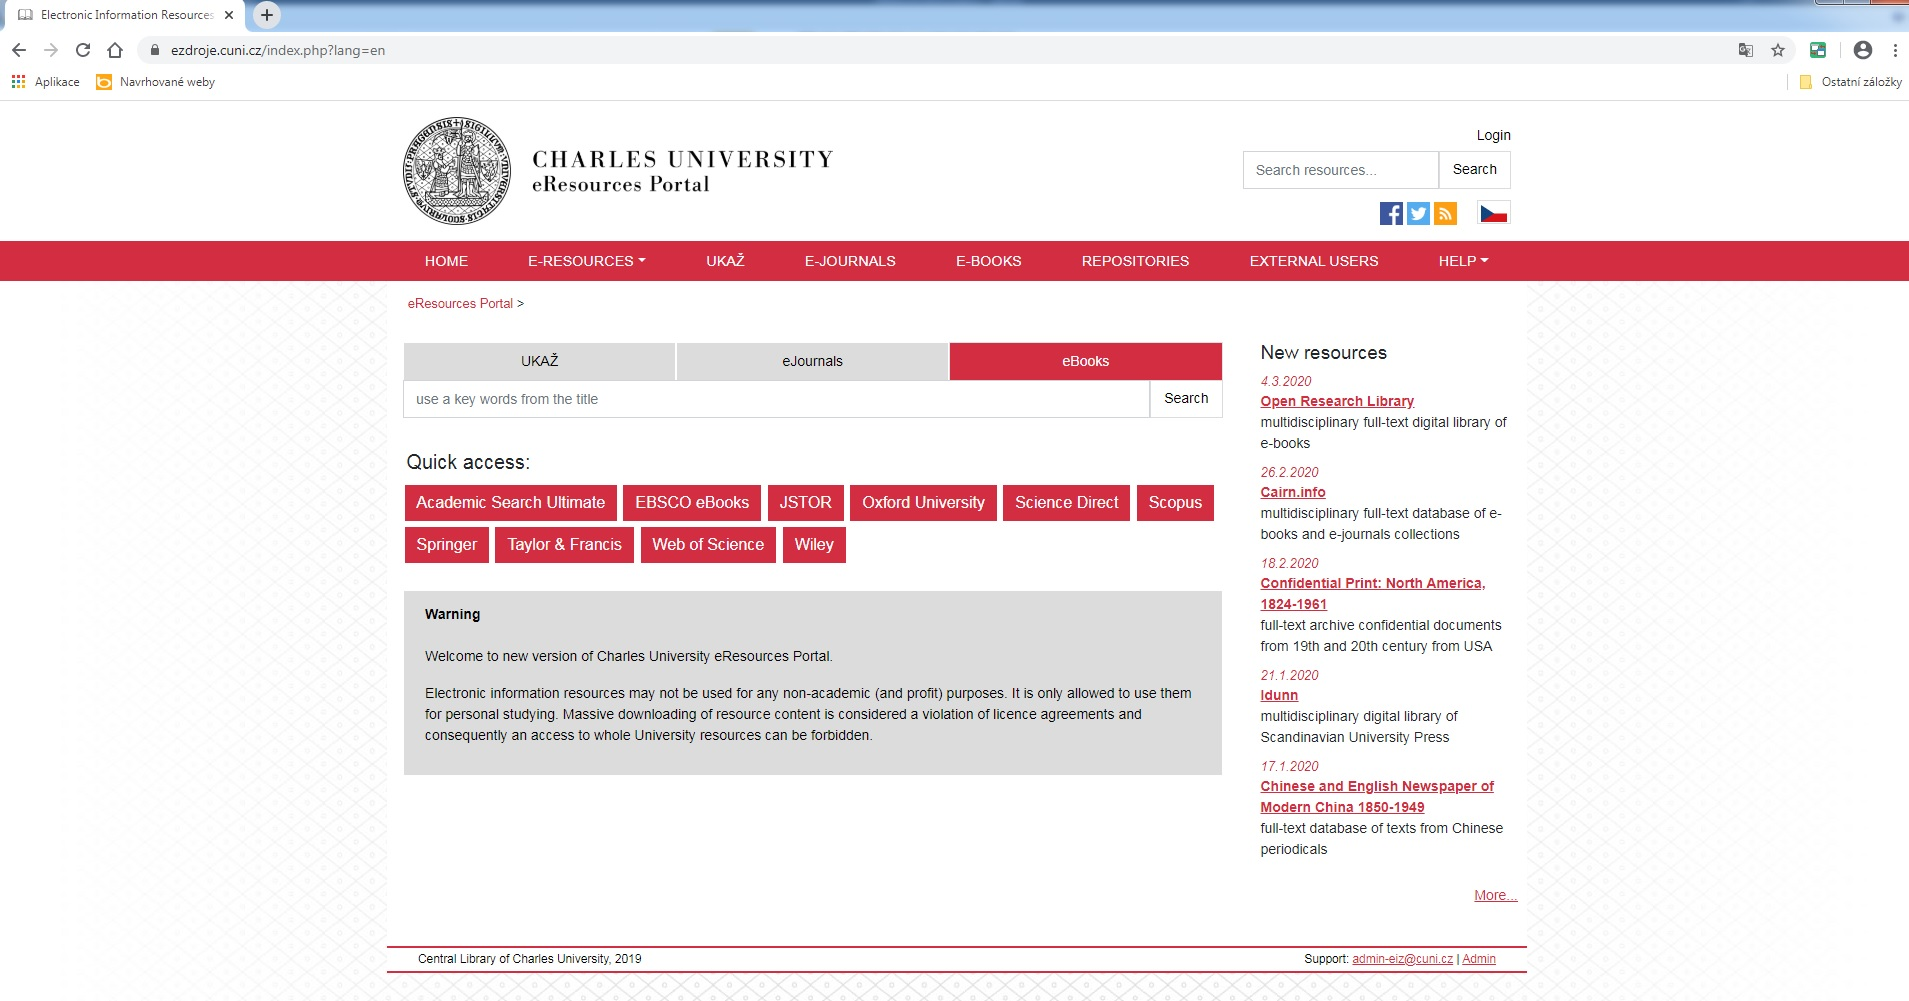 Electronic Information Resources
ezdroje.cuni.cz/index.php?lang=en
Aplikace
Navrhované weby
Ostatní záložky
CHARLES UNIVERSITY
eResources Portal
Login
Search resources...
Search
HOME
E-RESOURCES
UKAŽ
E-JOURNALS
E-BOOKS
REPOSITORIES
EXTERNAL USERS
HELP
eResources Portal >
UKAŽ
eJournals
eBooks
use a key words from the title
Search
Quick access:
Academic Search Ultimate
EBSCO eBooks
JSTOR
Oxford University
Science Direct
Scopus
Springer
Taylor & Francis
Web of Science
Wiley
Warning
Welcome to new version of Charles University eResources Portal.
Electronic information resources may not be used for any non-academic (and profit) purposes. It is only allowed to use them
for personal studying. Massive downloading of resource content is considered a violation of licence agreements and
consequently an access to whole University resources can be forbidden.
New resources
4.3.2020
Open Research Library
multidisciplinary full-text digital library of
e-books
26.2.2020
Cairn.info
multidisciplinary full-text database of e-
books and e-journals collections
18.2.2020
Confidential Print: North America,
1824-1961
full-text archive confidential documents
from 19th and 20th century from USA
21.1.2020
Idunn
multidisciplinary digital library of
Scandinavian University Press
17.1.2020
Chinese and English Newspaper of
Modern China 1850-1949
full-text database of texts from Chinese
periodicals
More...
Central Library of Charles University, 2019
Support: admin-eiz@cuni.cz | Admin